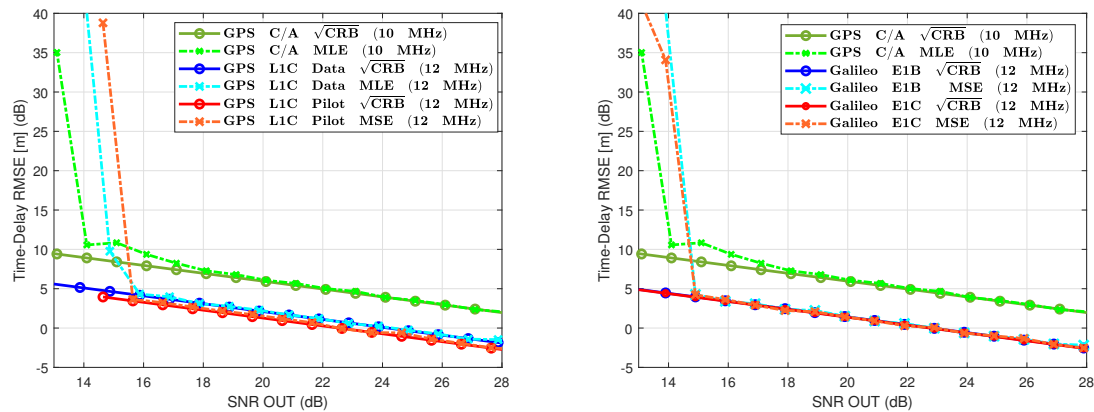 40
35
30
25
20
15
10
5
0
-5
14 16 18 20 22 24 26 28
Time-Delay RMSE [m] (dB)
SNR OUT (dB)
GPS C/A √CRB (10 MHz)
GPS C/A MLE (10 MHz)
GPS L1C Data √CRB (12 MHz)
GPS L1C Data MLE (12 MHz)
GPS L1C Pilot √CRB (12 MHz)
GPS L1C Pilot MSE (12 MHz)
40
35
30
25
20
15
10
5
0
-5
14 16 18 20 22 24 26 28
Time-Delay RMSE [m] (dB)
SNR OUT (dB)
GPS C/A √CRB (10 MHz)
GPS C/A MLE (10 MHz)
Galileo E1B √CRB (12 MHz)
Galileo E1B MSE (12 MHz)
Galileo E1C √CRB (12 MHz)
Galileo E1C MSE (12 MHz)